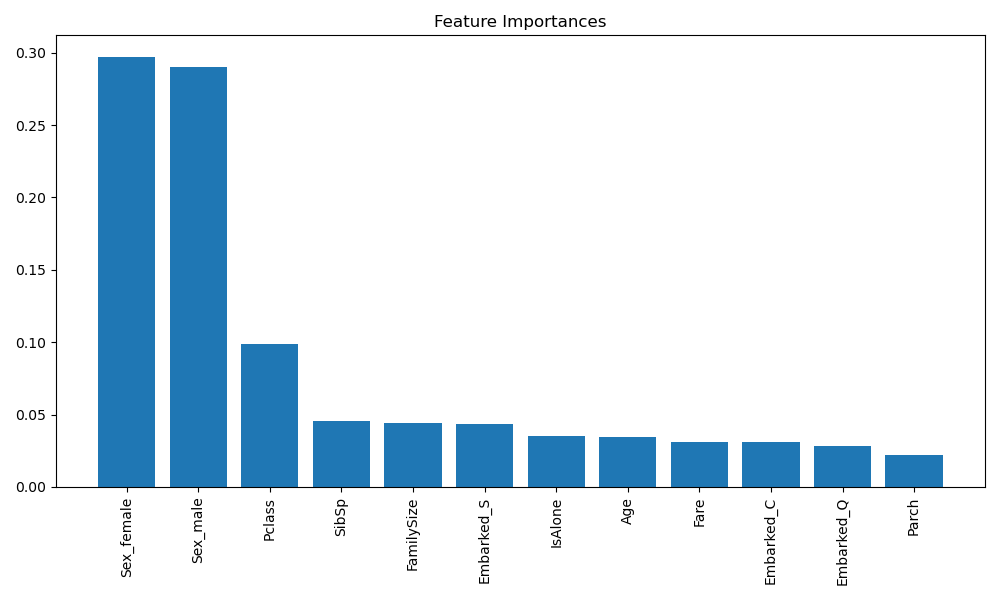 Feature Importances
0.30
0.25
0.20
0.15
0.10
0.05
0.00
Sex_female
Sex_male
Pclass
SibSp
FamilySize
Embarked_S
IsAlone
Age
Fare
Embarked_C
Embarked_Q
Parch